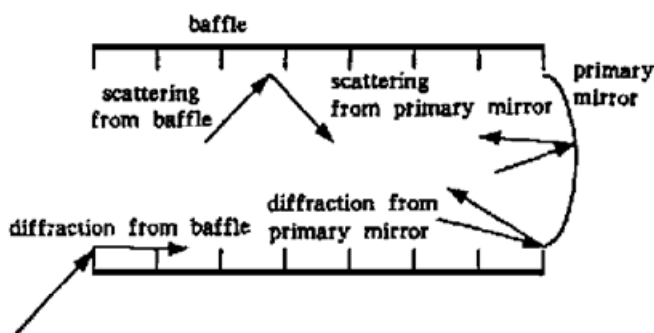 baffle
scattering
from baffle
scattering
from primary mirror
primary
mirror
diffraction from baffle
diffraction from
primary mirror